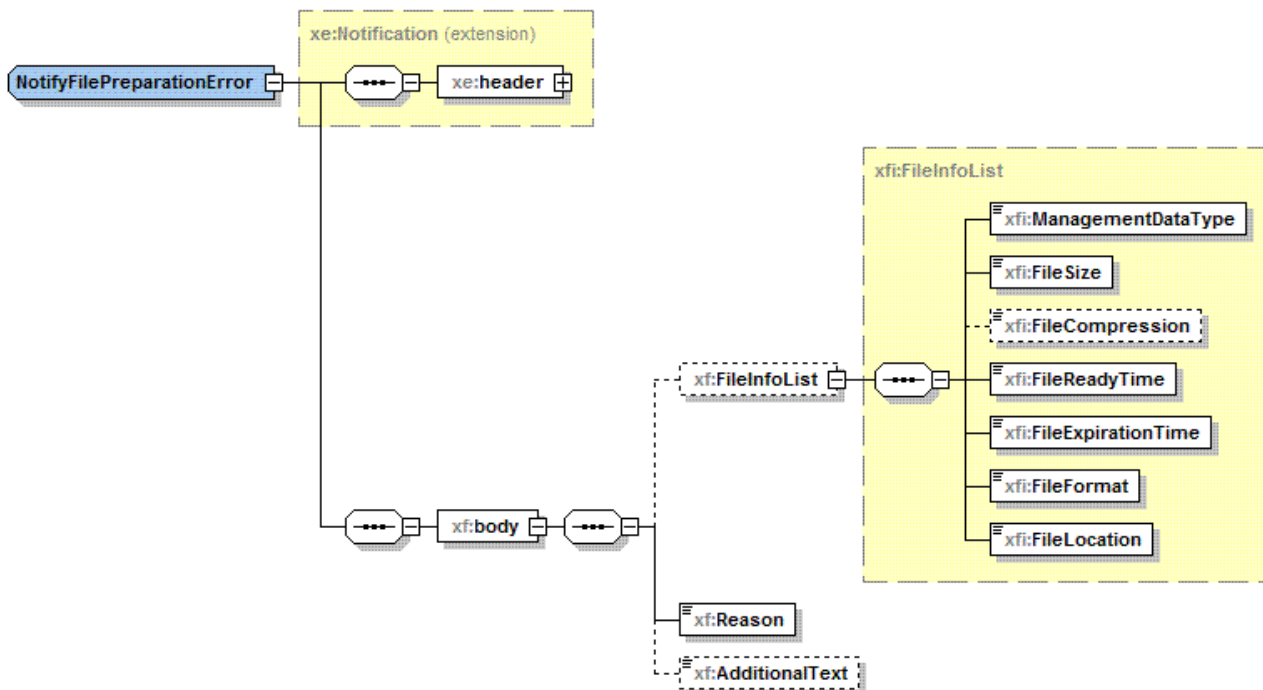 xe:Notification (extension)
NotifyFilePreparationError
xe:header
xfi:FileInfoList
xfi:ManagementDataType
xfi:FileSize
xfi:FileCompression
xf:FileInfoList
xfi:FileReadyTime
xfi:FileExpirationTime
xfi:FileFormat
xf:body
xfi:FileLocation
xf:Reason
xf:AdditionalText